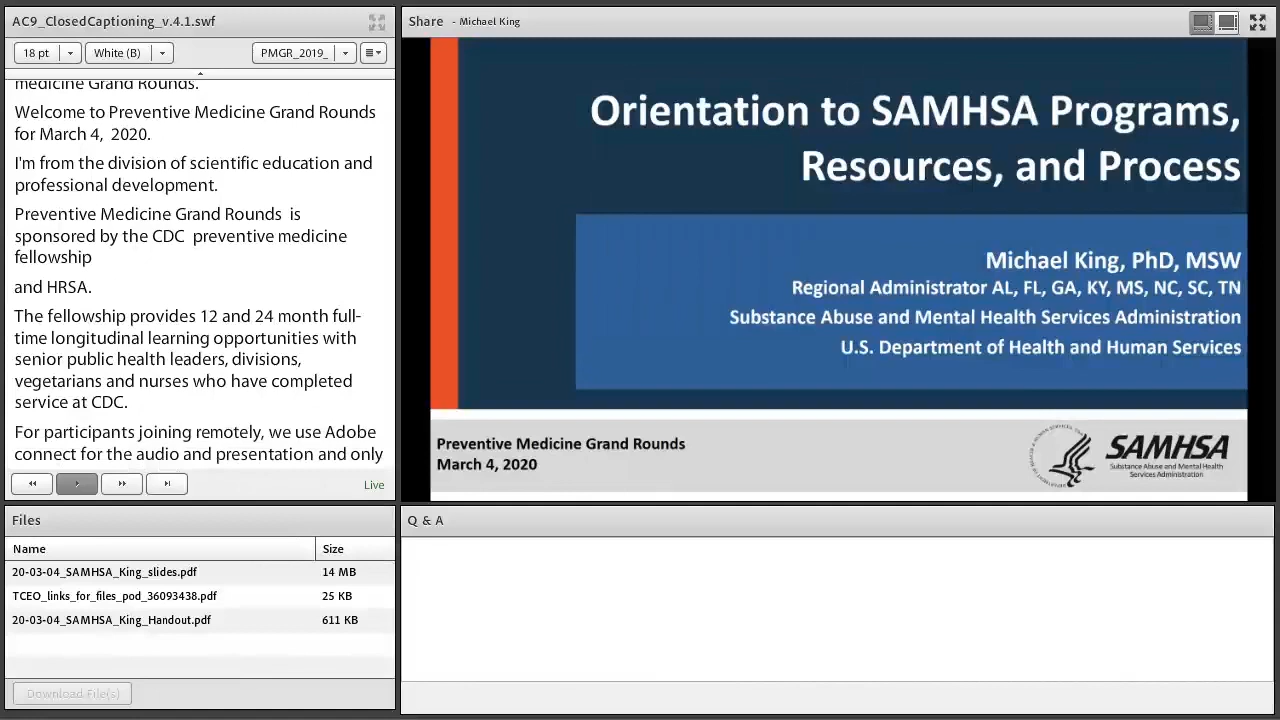 AC9_ClosedCaptioning_v.4.1.swf
18 pt
White (B)
PMGR_2019_
medicine Grand Rounds.
Welcome to Preventive Medicine Grand Rounds
for March 4, 2020.
I'm from the division of scientific education and
professional development.
Preventive Medicine Grand Rounds is
sponsored by the CDC preventive medicine
fellowship
and HRSA.
The fellowship provides 12 and 24 month full-
time longitudinal learning opportunities with
senior public health leaders, divisions,
vegetarians and nurses who have completed
service at CDC.
For participants joining remotely, we use Adobe
connect for the audio and presentation and only
Live
Share - Michael King
Orientation to SAMHSA Programs,
Resources, and Process
Michael King, PhD, MSW
Regional Administrator AL, FL, GA, KY, MS, NC, SC, TN
Substance Abuse and Mental Health Services Administration
U.S. Department of Health and Human Services
Preventive Medicine Grand Rounds
March 4, 2020
SAMHSA
Substance Abuse and Mental Health
Services Administration
Files
Name Size
20-03-04_SAMHSA_King_slides.pdf 14 MB
TCEO_links_for_files_pod_36093438.pdf 25 KB
20-03-04_SAMHSA_King_Handout.pdf 611 KB
Download File(s)
Q & A